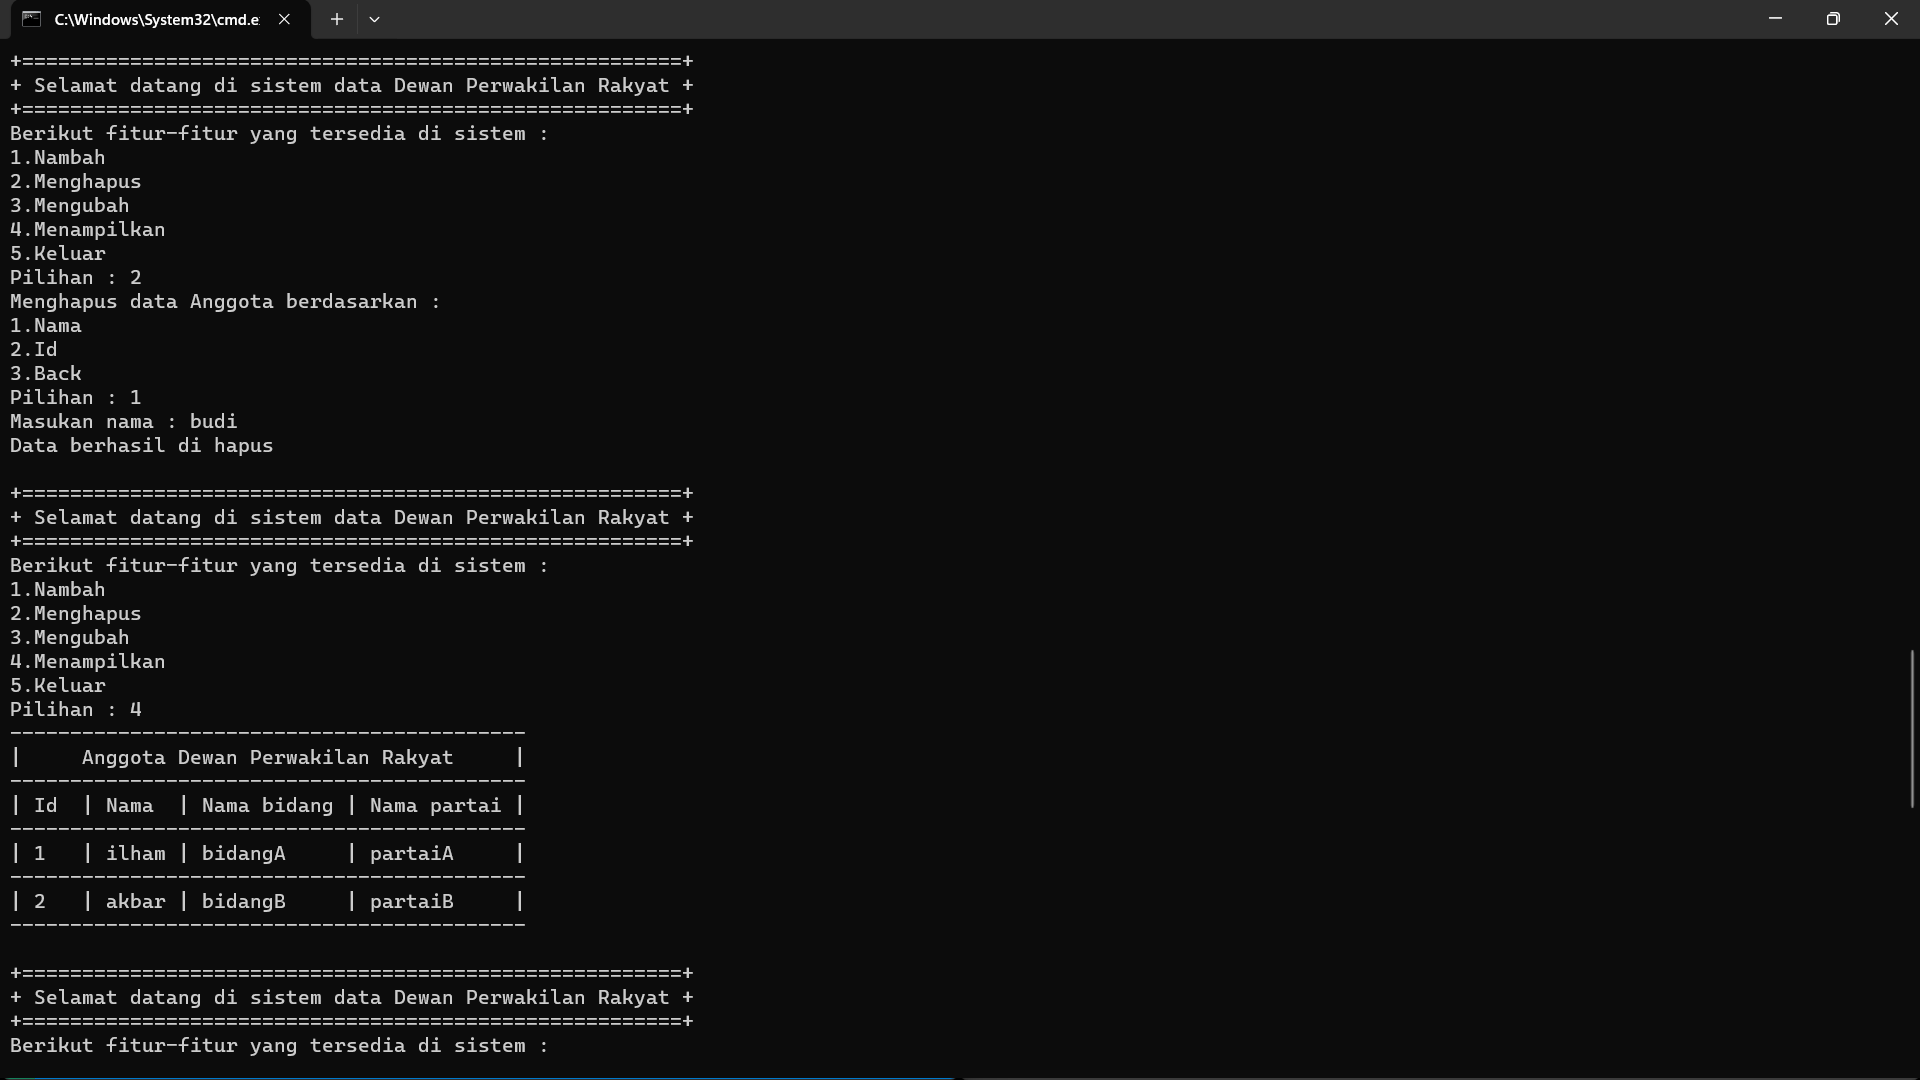 C:\Windows\System32\cmd.e
+=======================================================+
+ Selamat datang di sistem data Dewan Perwakilan Rakyat +
+=======================================================+
Berikut fitur-fitur yang tersedia di sistem :
1.Nambah
2.Menghapus
3.Mengubah
4.Menampilkan
5.Keluar
Pilihan : 2
Menghapus data Anggota berdasarkan :
1.Nama
2.Id
3.Back
Pilihan : 1
Masukan nama : budi
Data berhasil di hapus
+=======================================================+
+ Selamat datang di sistem data Dewan Perwakilan Rakyat +
+=======================================================+
Berikut fitur-fitur yang tersedia di sistem :
1.Nambah
2.Menghapus
3.Mengubah
4.Menampilkan
5.Keluar
Pilihan : 4
-------------------------------------------
|     Anggota Dewan Perwakilan Rakyat     |
-------------------------------------------
| Id  | Nama  | Nama bidang | Nama partai |
-------------------------------------------
| 1   | ilham | bidangA     | partaiA     |
-------------------------------------------
| 2   | akbar | bidangB     | partaiB     |
-------------------------------------------
+=======================================================+
+ Selamat datang di sistem data Dewan Perwakilan Rakyat +
+=======================================================+
Berikut fitur-fitur yang tersedia di sistem :